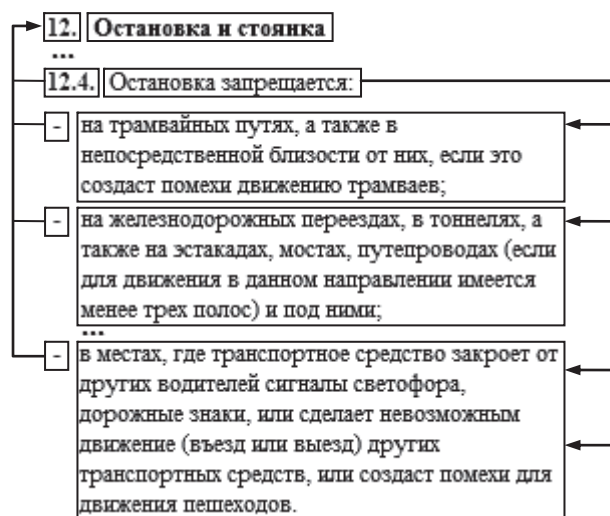 12. Остановка и стоянка
...
12.4. Остановка запрещается:
- на трамвайных путях, а также в
непосредственной близости от них, если это
создаст помехи движению трамваев;
- на железнодорожных переездах, в тоннелях, а
также на эстакадах, мостах, путепроводах (если
для движения в данном направлении имеется
менее трех полос) и под ними;
...
- в местах, где транспортное средство закроет от
других водителей сигналы светофора,
дорожные знаки, или сделает невозможным
движение (въезд или выезд) других
транспортных средств, или создаст помехи для
движения пешеходов.